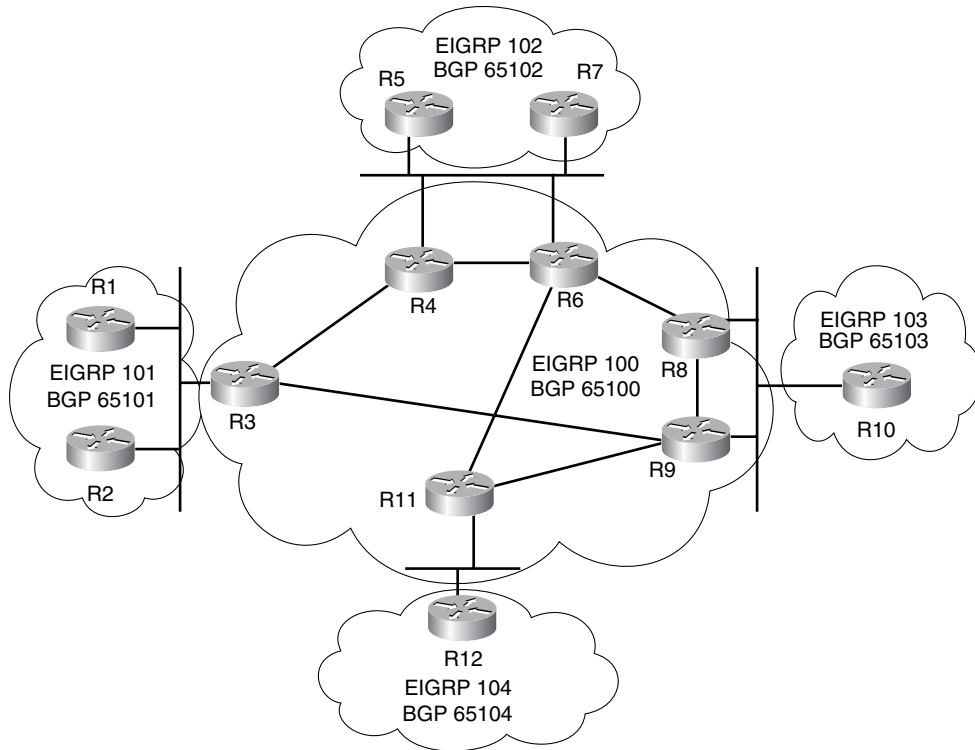 EIGRP 102
BGP 65102
R5
R7
R4
R6
R1
EIGRP 101
BGP 65101
R2
R3
EIGRP 100
BGP 65100
R8
R9
EIGRP 103
BGP 65103
R10
R11
R12
EIGRP 104
BGP 65104